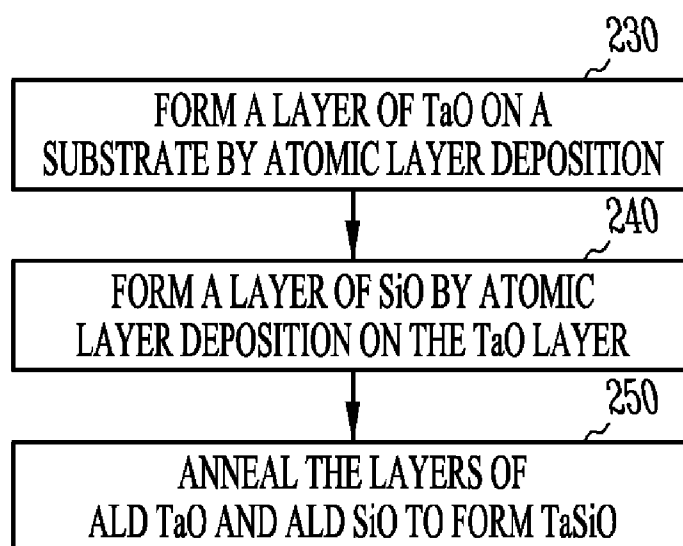 230
FORM A LAYER OF TaO ON A
SUBSTRATE BY ATOMIC LAYER DEPOSITION
240
FORM A LAYER OF SiO BY ATOMIC
LAYER DEPOSITION ON THE TaO LAYER
250
ANNEAL THE LAYERS OF
ALD TaO AND ALD SiO TO FORM TaSiO